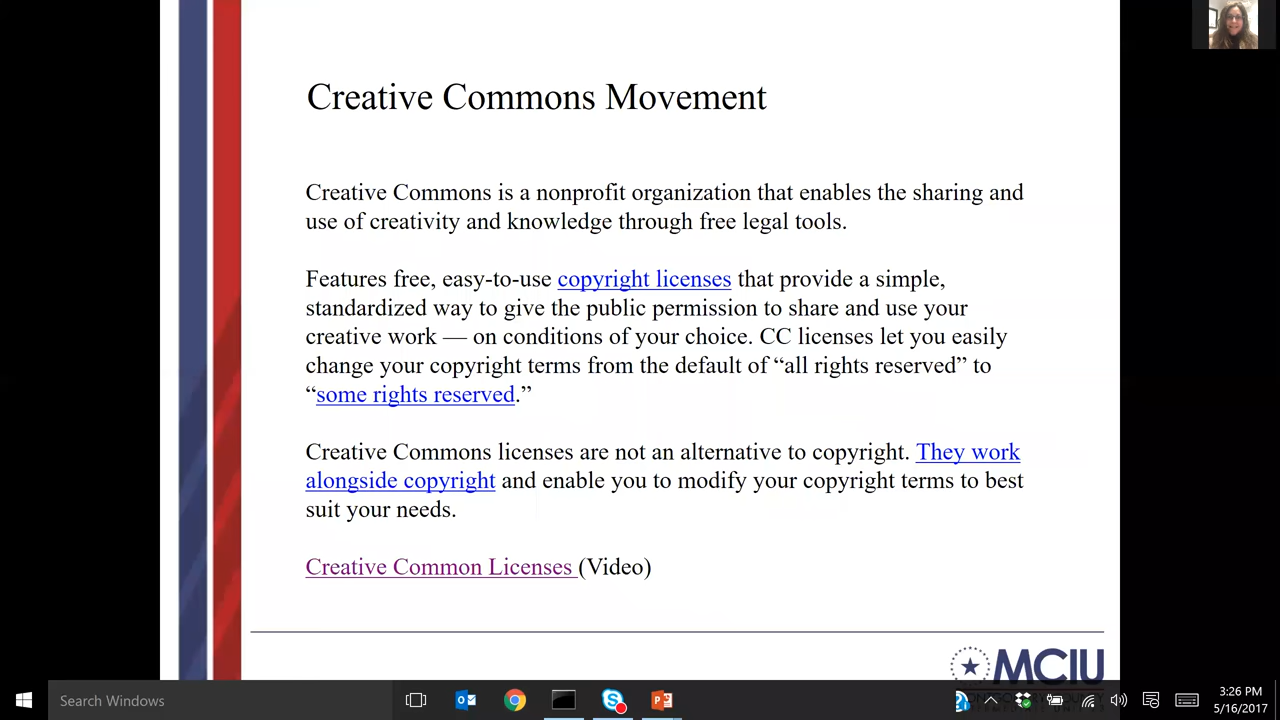 Creative Commons Movement
Creative Commons is a nonprofit organization that enables the sharing and
use of creativity and knowledge through free legal tools.
Features free, easy-to-use copyright licenses that provide a simple,
standardized way to give the public permission to share and use your
creative work — on conditions of your choice. CC licenses let you easily
change your copyright terms from the default of “all rights reserved” to
“some rights reserved.”
Creative Commons licenses are not an alternative to copyright. They work
alongside copyright and enable you to modify your copyright terms to best
suit your needs.
Creative Common Licenses (Video)
MCIU
Search Windows
3:26 PM
5/16/2017